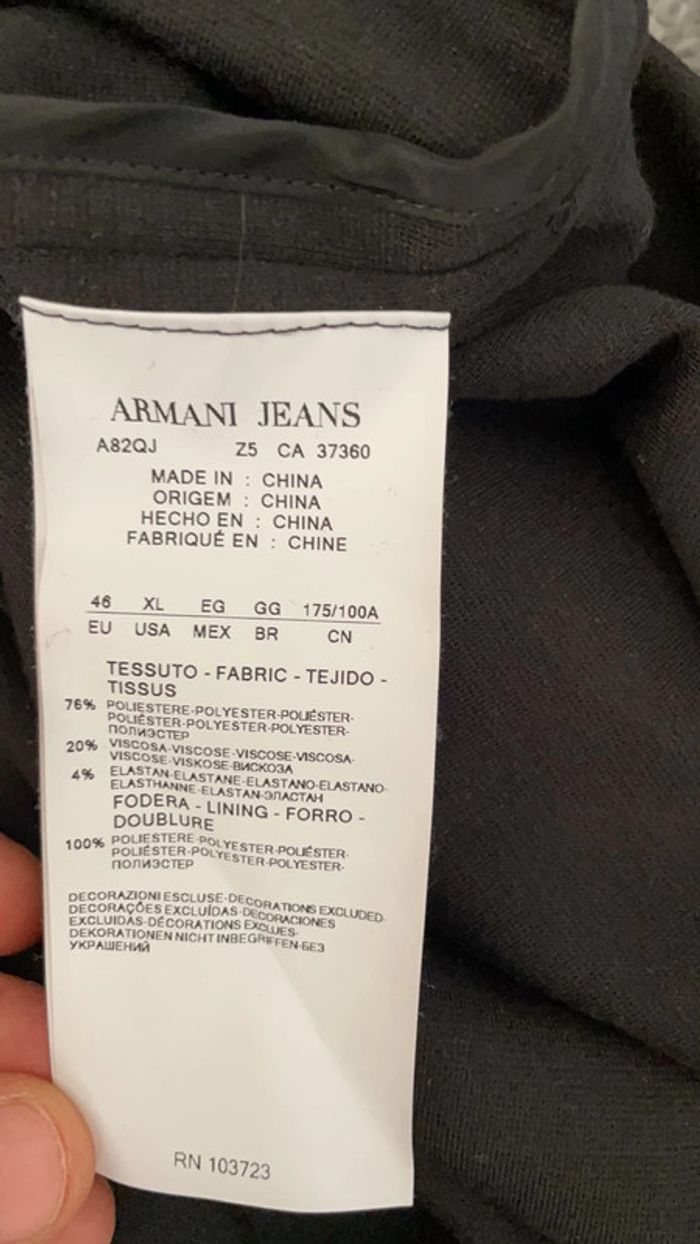 ARMANI JEANS
A82QJ Z5 CA 37360
MADE IN : CHINA
ORIGEM : CHINA
HECHO EN : CHINA
FABRIQUÉ EN : CHINE
46 XL EG GG 175/100A
EU USA MEX BR CN
TESSUTO - FABRIC - TEJIDO -
TISSUS
76% POLIESTERE-POLYESTER-POLIÉSTER-
POLIÉSTER-POLYESTER-POLYESTER-
ПОЛИЭСТЕР
20% VISCOSA-VISCOSE-VISCOSE-VISCOSA-
VISCOSE-VISKOSE-ВИСКОЗА
4% ELASTAN-ELASTANE-ELASTANO-ELASTANO-
ELASTHANNE-ELASTAN-ЭЛАСТАН
FODERA - LINING - FORRO -
DOUBLURE
100% POLIESTERE-POLYESTER-POLIÉSTER-
POLIÉSTER-POLYESTER-POLYESTER-
ПОЛИЭСТЕР
DECORAZIONI ESCLUSE-DECORATIONS EXCLUDED-
DECORAÇÕES EXCLUÍDAS-DECORACIONES
EXCLUIDAS-DÉCORATIONS EXCLUES-
DEKORATIONEN NICHT INBEGRIFFEN-БЕЗ
УКРАШЕНИЙ
RN 103723